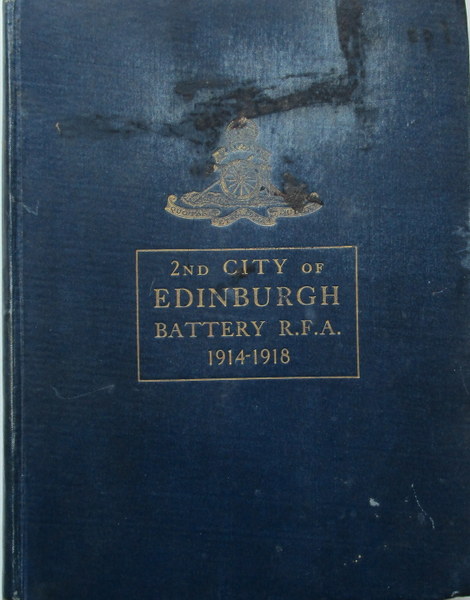 2ND CITY OF
EDINBURGH
BATTERY R.F.A.
1914-1918